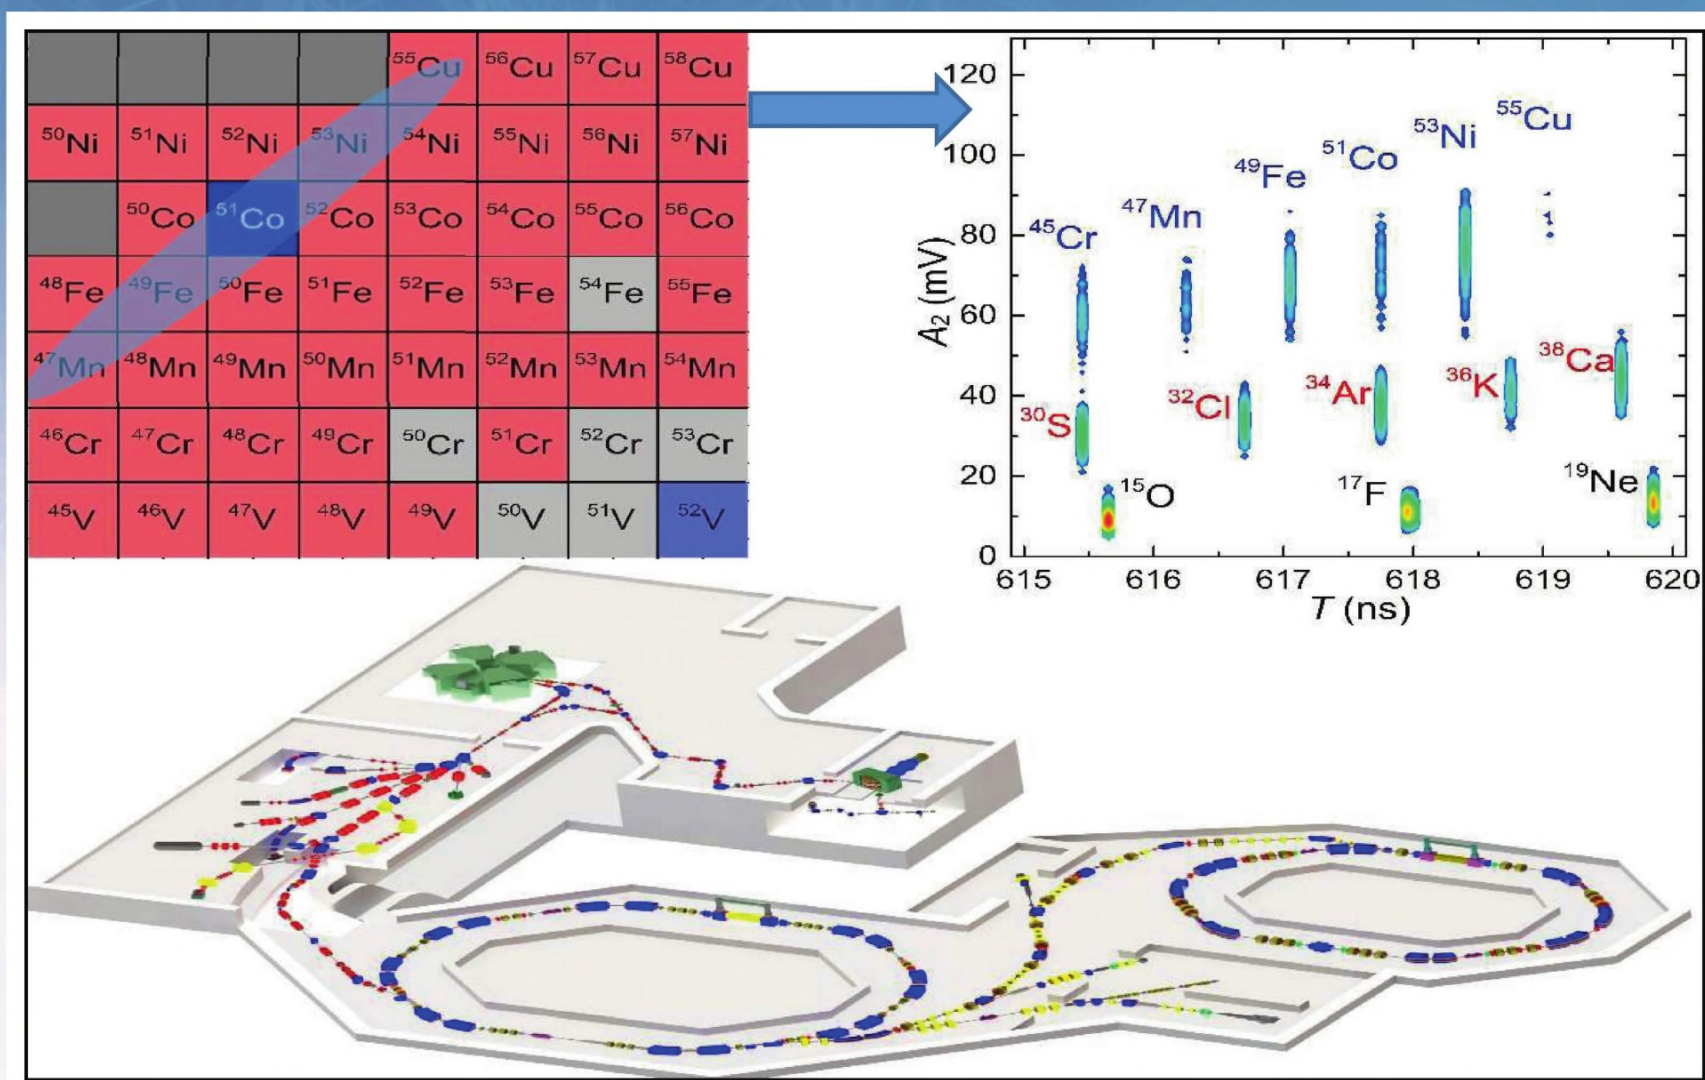 ⁵⁵Cu ⁵⁶Cu ⁵⁷Cu ⁵⁸Cu
⁵⁰Ni ⁵¹Ni ⁵²Ni ⁵³Ni ⁵⁴Ni ⁵⁵Ni ⁵⁶Ni ⁵⁷Ni
⁵⁰Co ⁵¹Co ⁵²Co ⁵³Co ⁵⁴Co ⁵⁵Co ⁵⁶Co
⁴⁸Fe ⁴⁹Fe ⁵⁰Fe ⁵¹Fe ⁵²Fe ⁵³Fe ⁵⁴Fe ⁵⁵Fe
⁴⁷Mn ⁴⁸Mn ⁴⁹Mn ⁵⁰Mn ⁵¹Mn ⁵²Mn ⁵³Mn ⁵⁴Mn
⁴⁶Cr ⁴⁷Cr ⁴⁸Cr ⁴⁹Cr ⁵⁰Cr ⁵¹Cr ⁵²Cr ⁵³Cr
⁴⁵V ⁴⁶V ⁴⁷V ⁴⁸V ⁴⁹V ⁵⁰V ⁵¹V ⁵²V
A₂ (mV)
120
100
80
60
40
20
0
⁴⁵Cr ⁴⁷Mn ⁴⁹Fe ⁵¹Co ⁵³Ni ⁵⁵Cu
³⁰S ³²Cl ³⁴Ar ³⁶K ³⁸Ca
¹⁵O ¹⁷F ¹⁹Ne
615 616 617 618 619 620
T (ns)